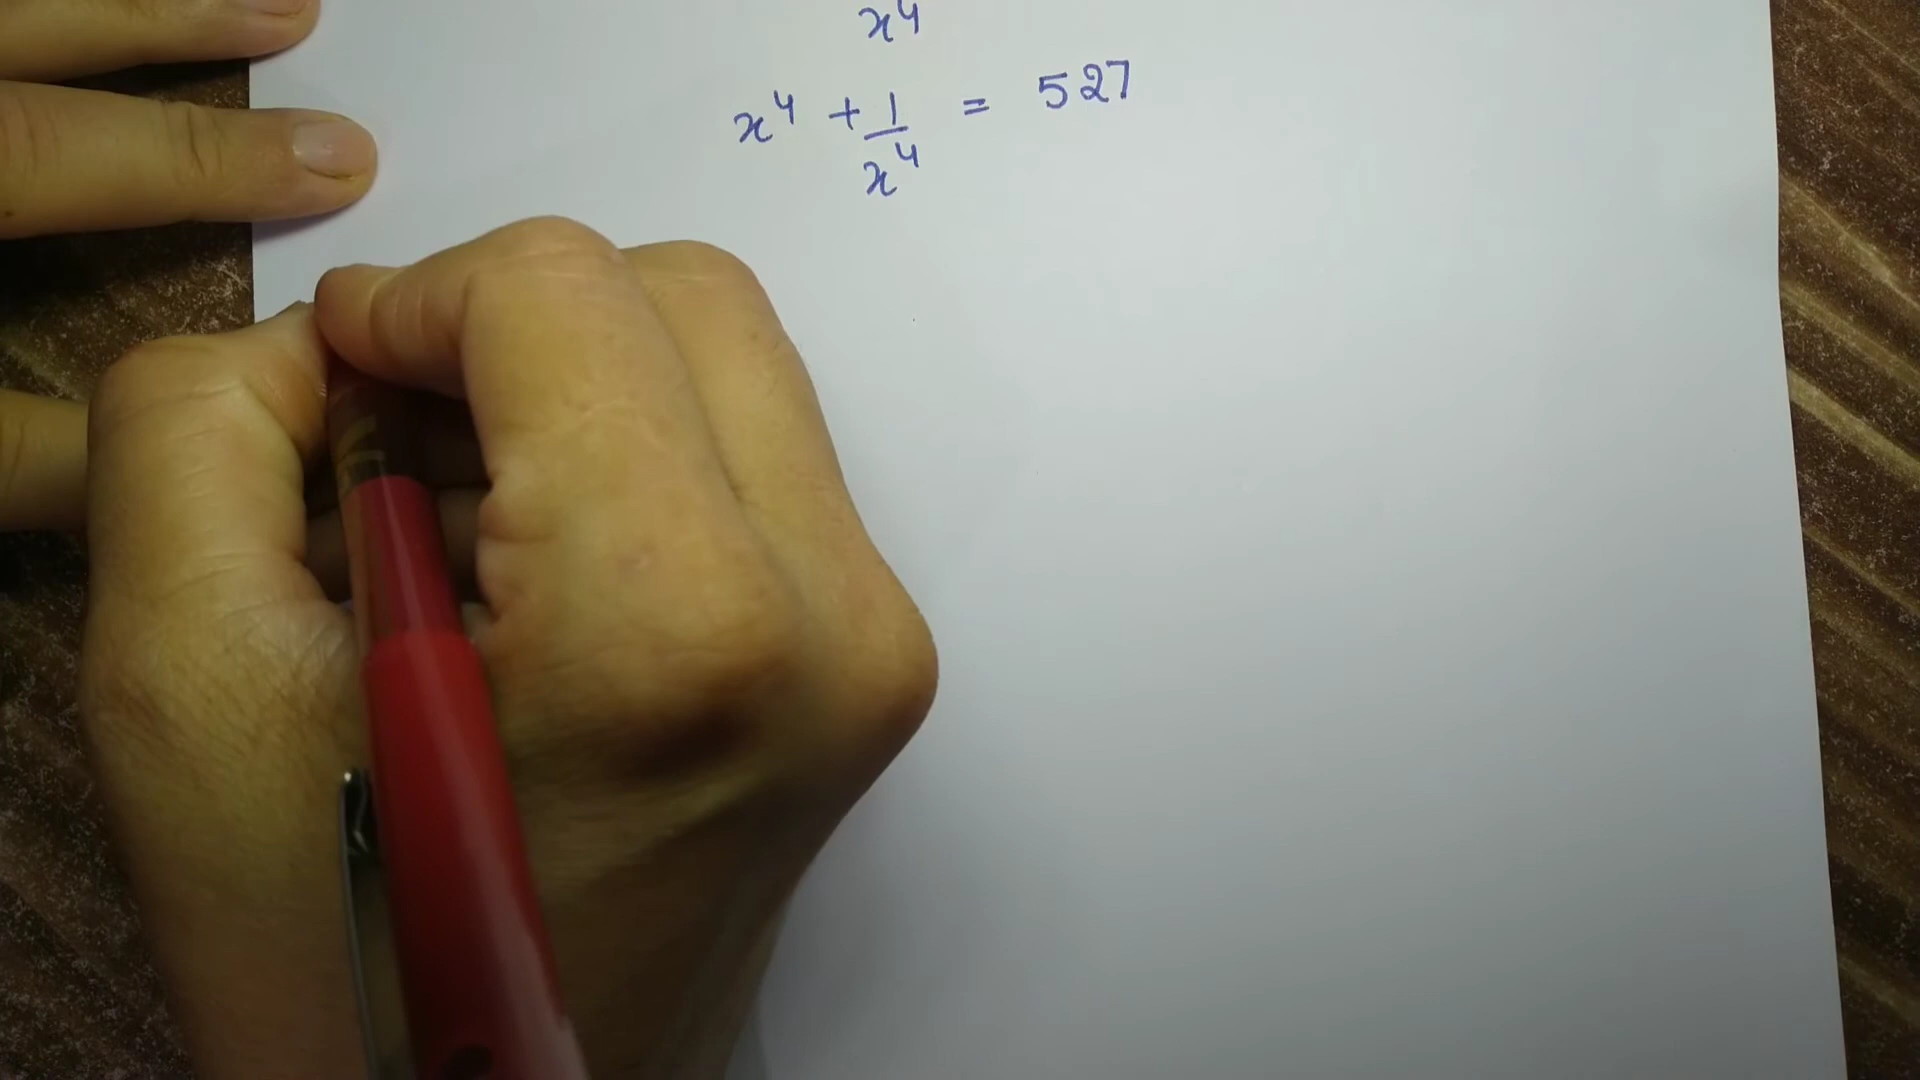 x⁴
x⁴ + 1/x⁴ = 527